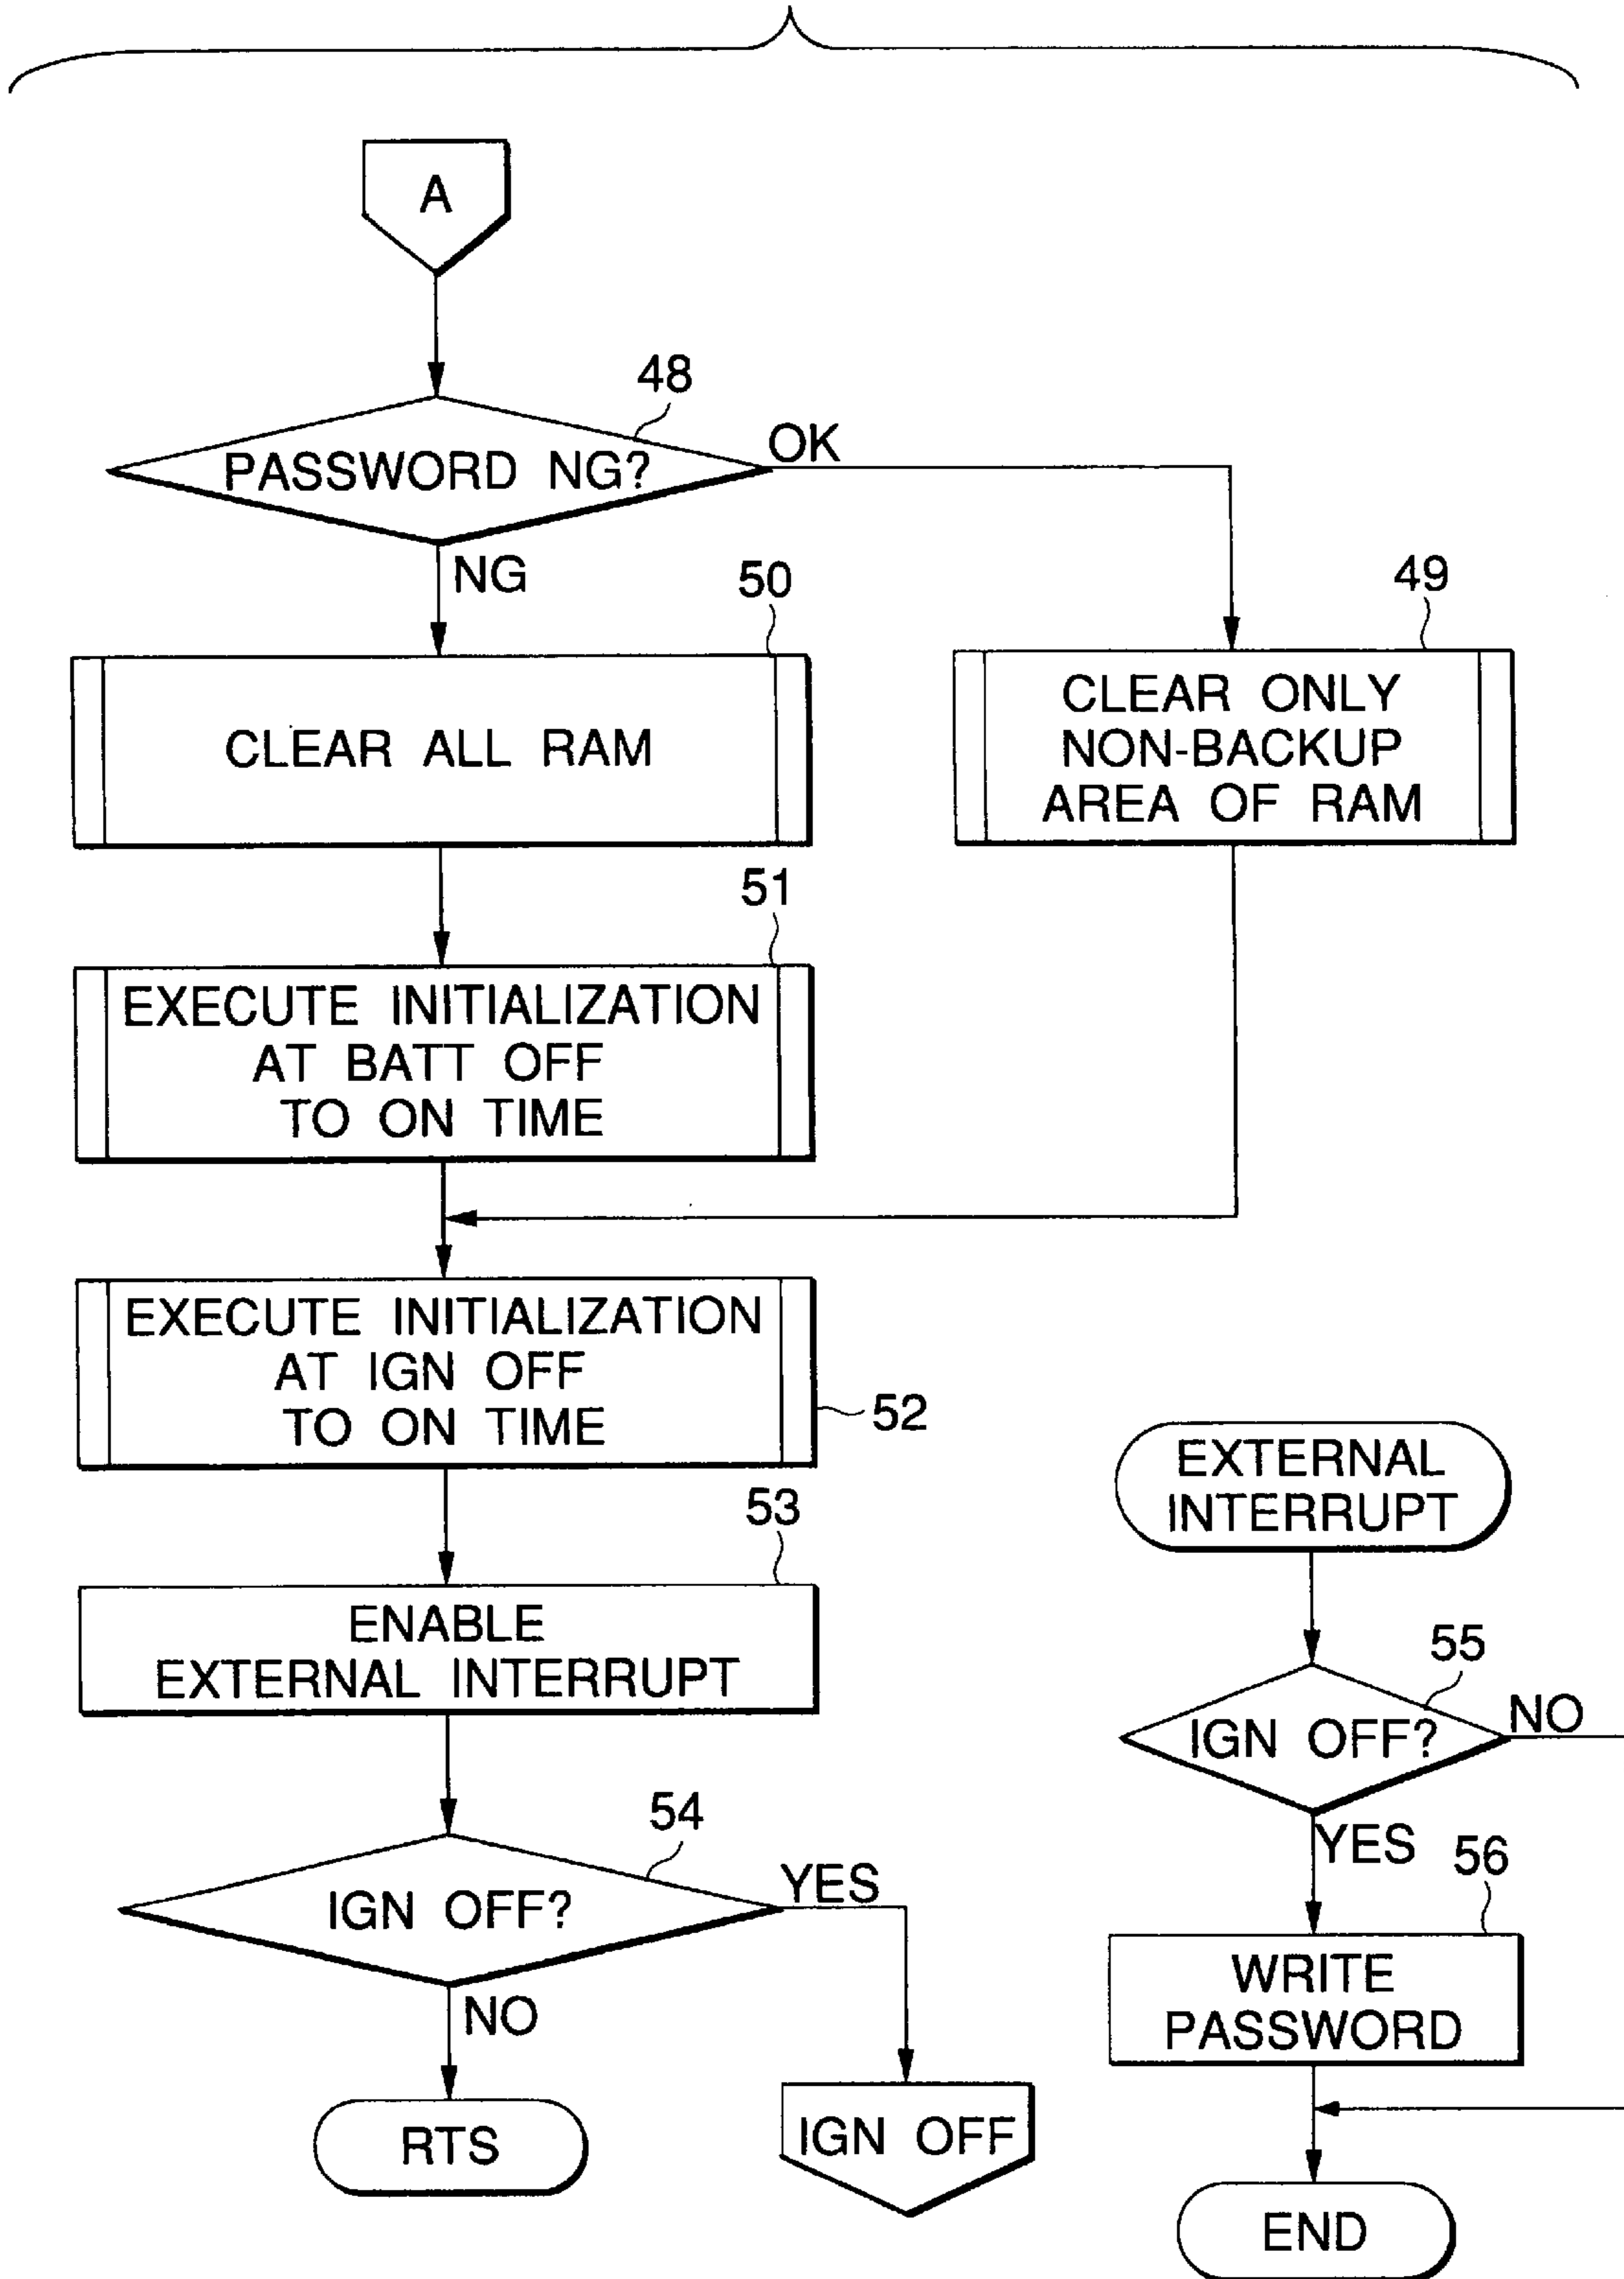 A
48
PASSWORD NG?
OK
NG
50
49
CLEAR ALL RAM
CLEAR ONLY
NON-BACKUP
AREA OF RAM
51
EXECUTE INITIALIZATION
AT BATT OFF
TO ON TIME
EXECUTE INITIALIZATION
AT IGN OFF
TO ON TIME
52
53
ENABLE
EXTERNAL INTERRUPT
54
IGN OFF?
YES
NO
RTS
IGN OFF
EXTERNAL
INTERRUPT
55
IGN OFF?
NO
YES
56
WRITE
PASSWORD
END